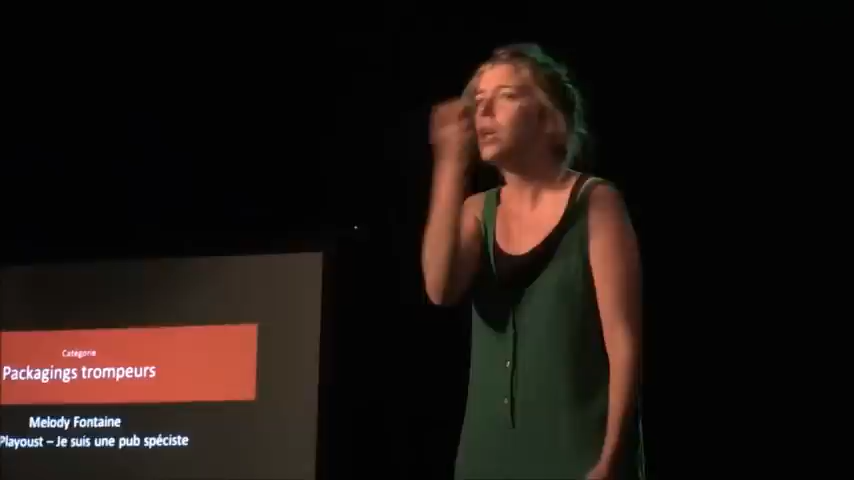 Catégorie
Packagings trompeurs
Melody Fontaine
Playoust – Je suis une pub spéciste